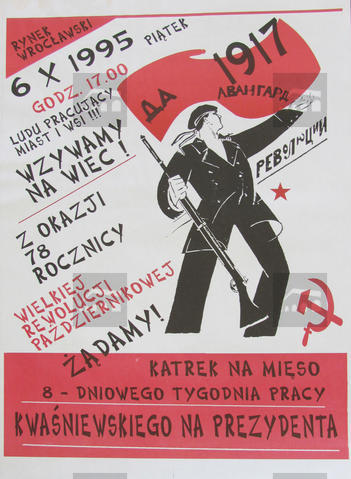 RYNEK
WROCŁAWSKI
6 X 1995 PIĄTEK
GODZ. 17.00
LUDU PRACUJĄCY
MIAST I WSI !!!
WZYWAMY
NA WIEC !
Z OKAZJI
78
ROCZNICY
WIELKIEJ
REWOLUCJI
PAŹDZIERNIKOWEJ
ŻĄDAMY!
ДА 1917
АВАНГАРД
РЕВОЛЮЦИИ
KATREK NA MIĘSO
8 - DNIOWEGO TYGODNIA PRACY
KWAŚNIEWSKIEGO NA PREZYDENTA